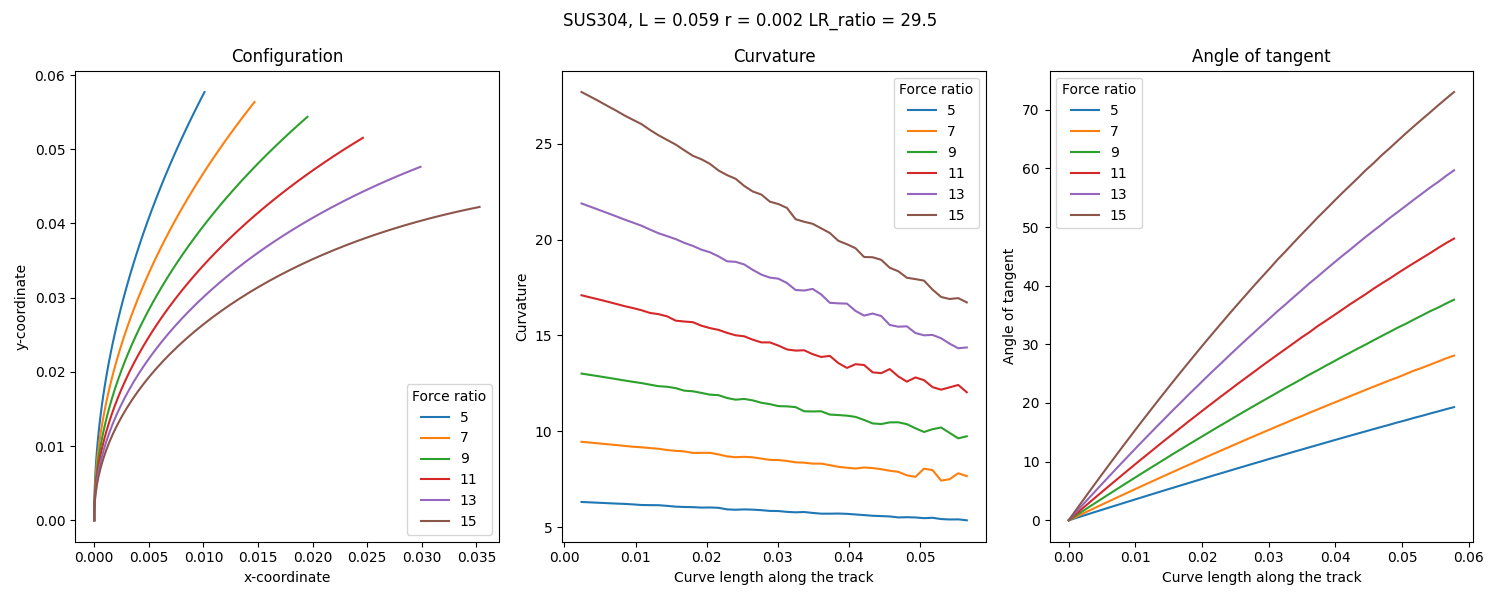 SUS304, L = 0.059 r = 0.002 LR_ratio = 29.5
Configuration
0.06
0.05
0.04
0.03
0.02
0.01
0.00
y-coordinate
Force ratio
5
7
9
11
13
15
0.000 0.005 0.010 0.015 0.020 0.025 0.030 0.035
x-coordinate
Curvature
25
20
15
10
5
Curvature
Force ratio
5
7
9
11
13
15
0.00 0.01 0.02 0.03 0.04 0.05
Curve length along the track
Angle of tangent
70
60
50
40
30
20
10
0
Angle of tangent
Force ratio
5
7
9
11
13
15
0.00 0.01 0.02 0.03 0.04 0.05 0.06
Curve length along the track